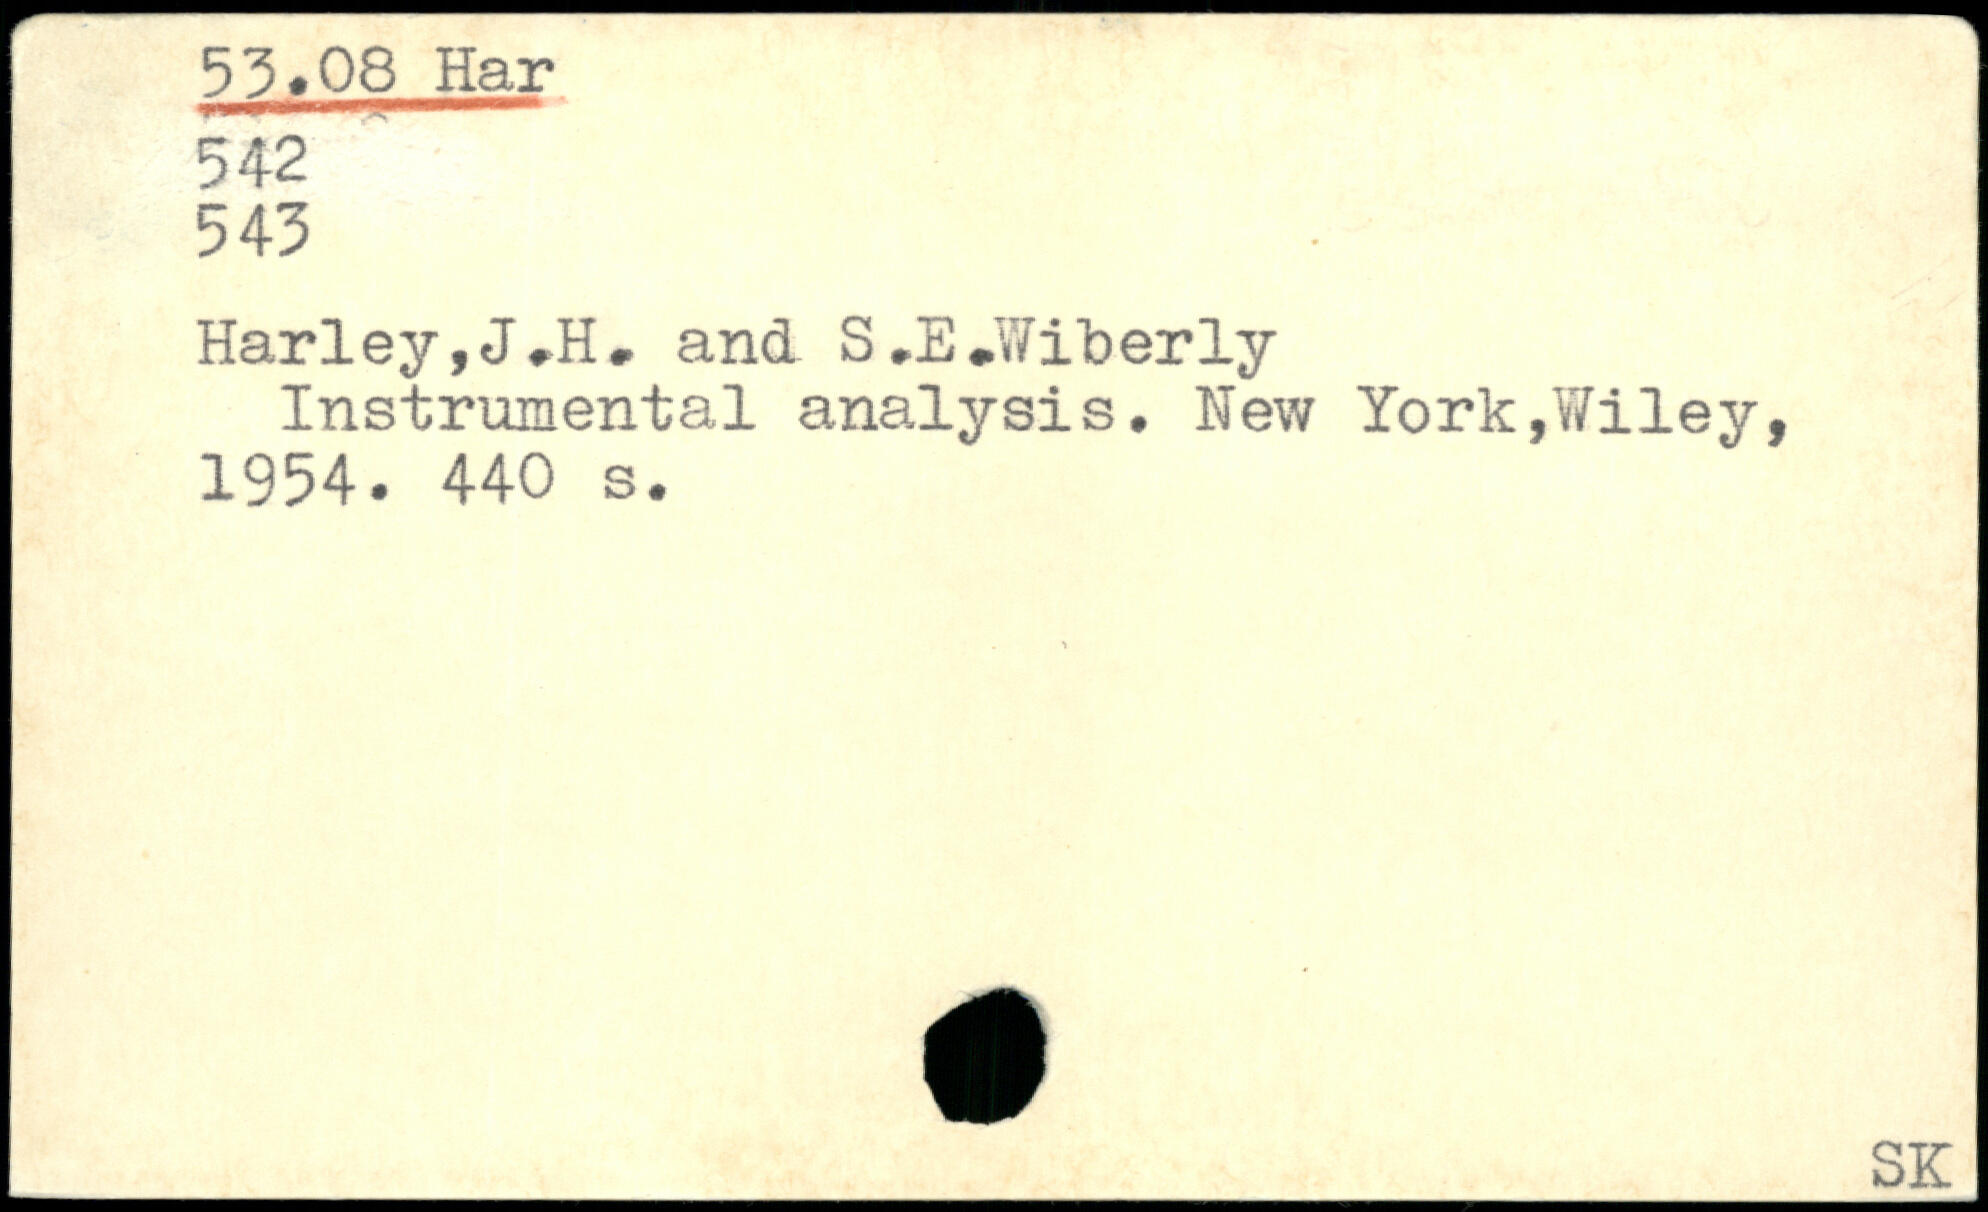 53.08 Har
542
543
Harley,J.H. and S.E.Wiberly
Instrumental analysis. New York,Wiley,
1954. 440 s.
SK